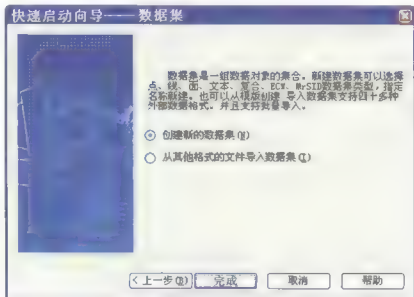 快速启动向导——数据集
数据集是一组数据对象的集合。新建数据集可以选择
点、线、面、文本、复合、ECW、MrSID数据集类型，指定
名称新建。也可以从模版创建 导入数据集支持四十多种
外部数据格式。并且支持批量导入。
创建新的数据集(N)
从其他格式的文件导入数据集(I)
<上一步(B) 完成 取消 帮助